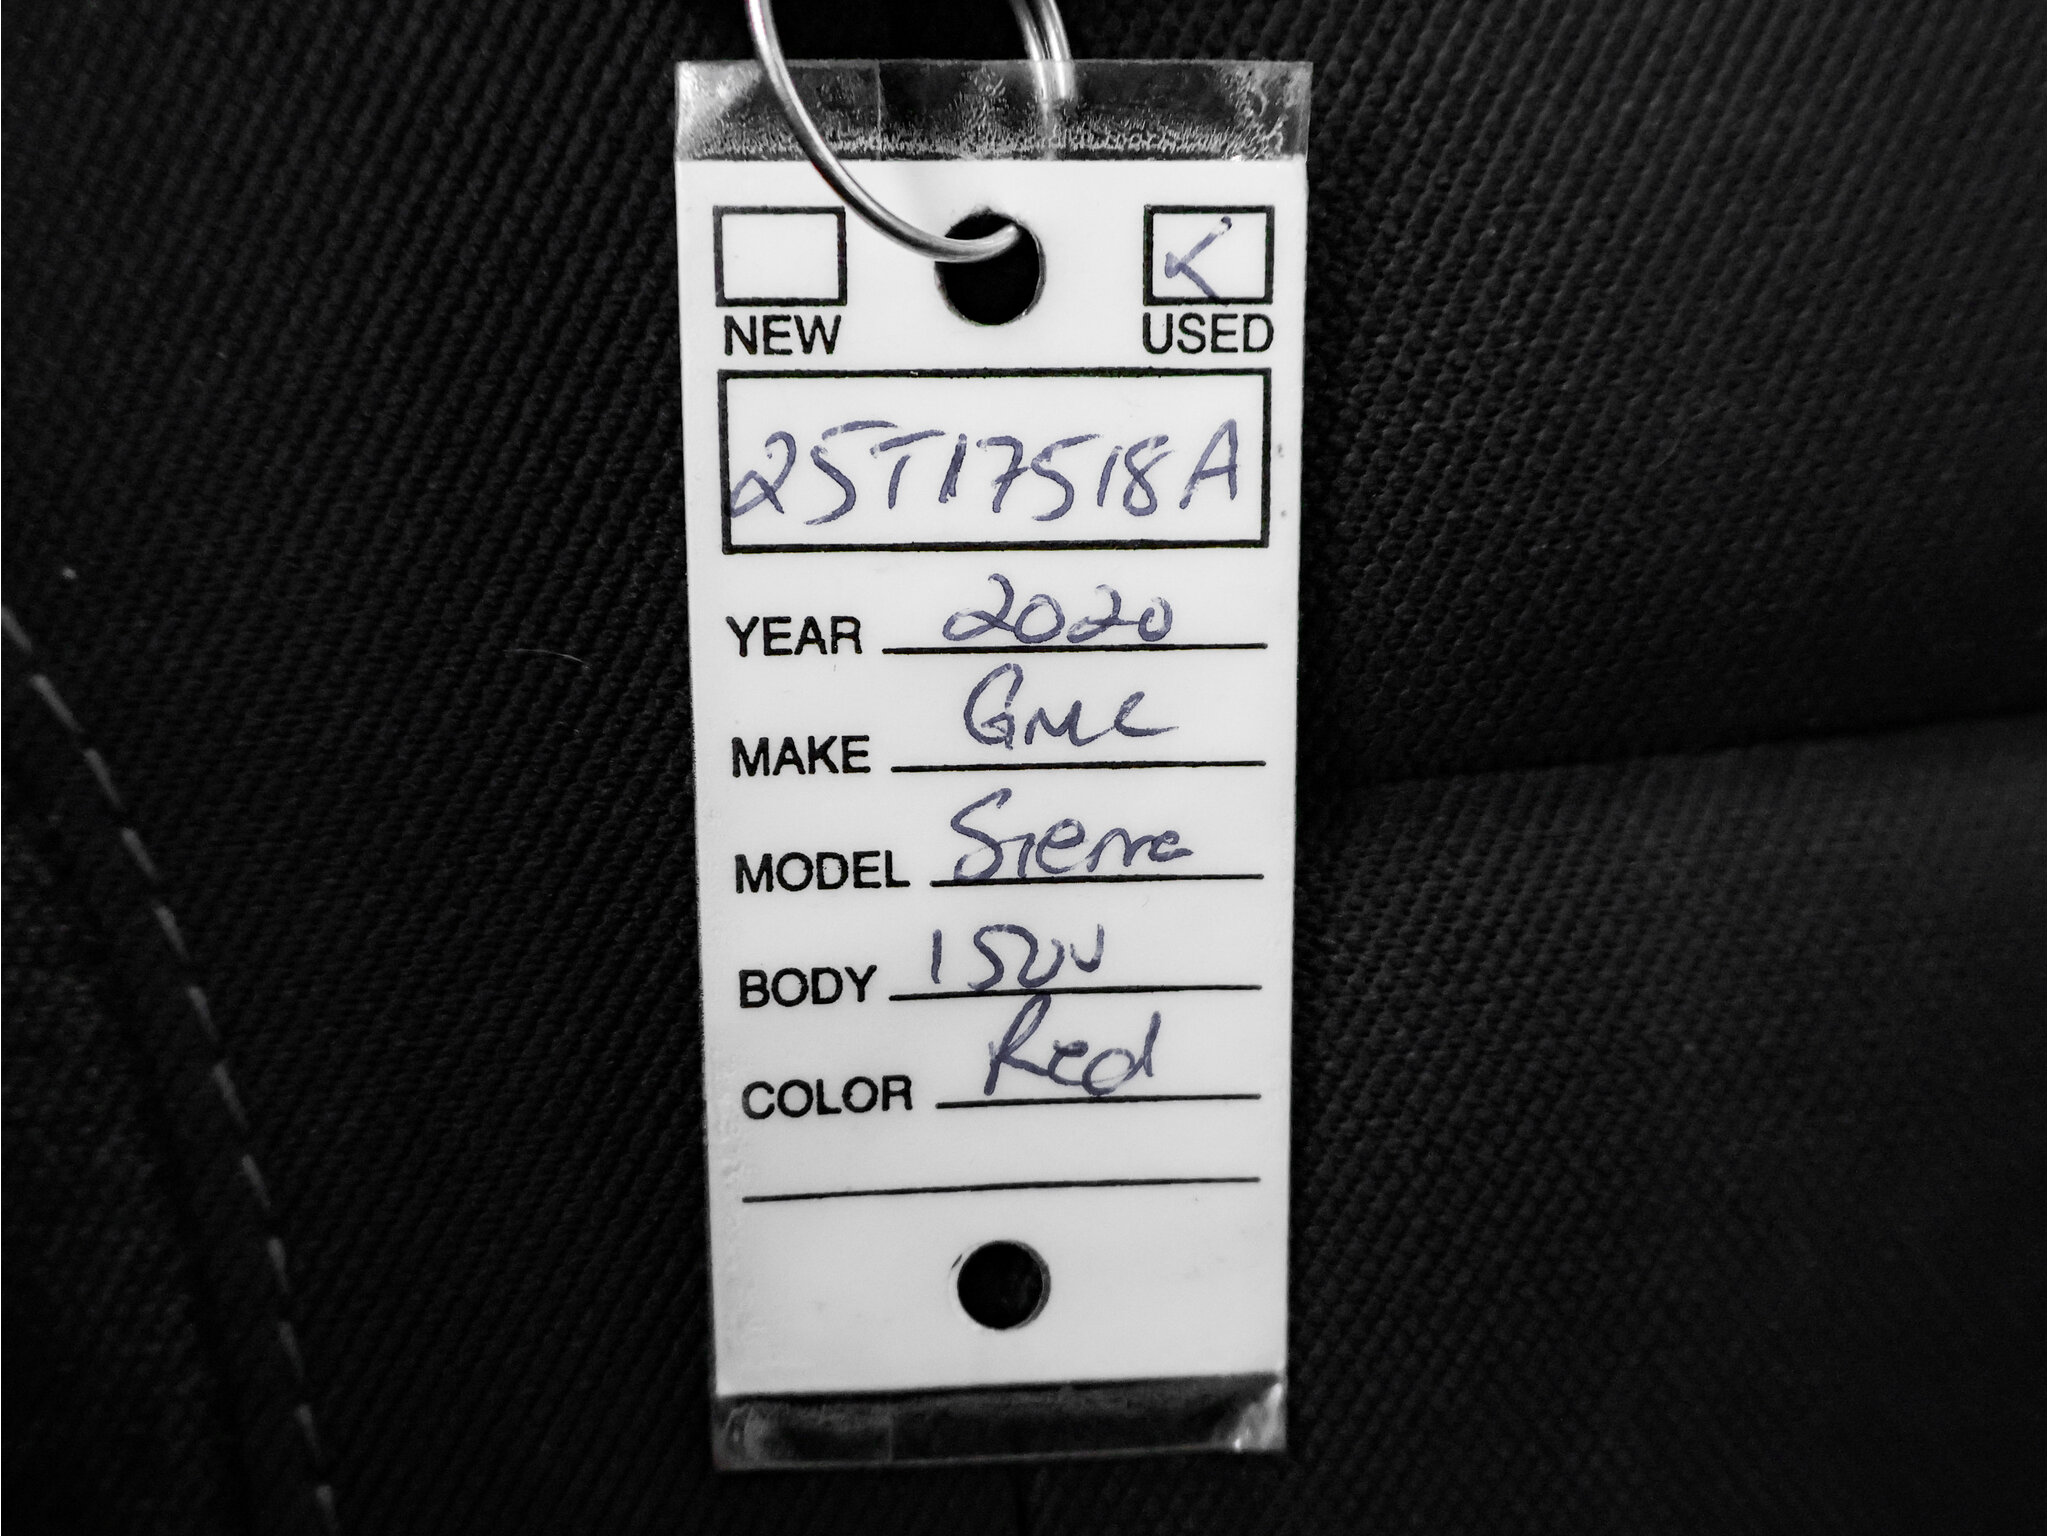 NEW USED
25T17518A
YEAR 2020
MAKE GMC
MODEL Sierra
BODY 1500
COLOR Red